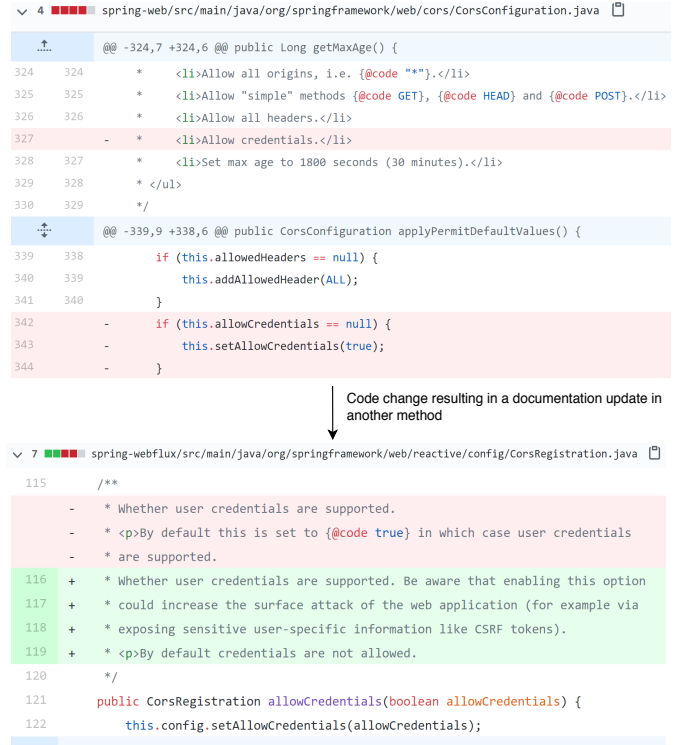 4 spring-web/src/main/java/org/springframework/web/cors/CorsConfiguration.java
@@ -324,7 +324,6 @@ public Long getMaxAge() {
324 324 * <li>Allow all origins, i.e. {@code "*"}.</li>
325 325 * <li>Allow "simple" methods {@code GET}, {@code HEAD} and {@code POST}.</li>
326 326 * <li>Allow all headers.</li>
327 - * <li>Allow credentials.</li>
328 327 * <li>Set max age to 1800 seconds (30 minutes).</li>
329 328 * </ul>
330 329 */
@@ -339,9 +338,6 @@ public CorsConfiguration applyPermitDefaultValues() {
339 338 if (this.allowedHeaders == null) {
340 339 this.addAllowedHeader(ALL);
341 340 }
342 - if (this.allowCredentials == null) {
343 - this.setAllowCredentials(true);
344 - }
Code change resulting in a documentation update in
another method
7 spring-webflux/src/main/java/org/springframework/web/reactive/config/CorsRegistration.java
115 /**
- * Whether user credentials are supported.
- * <p>By default this is set to {@code true} in which case user credentials
- * are supported.
116 + * Whether user credentials are supported. Be aware that enabling this option
117 + * could increase the surface attack of the web application (for example via
118 + * exposing sensitive user-specific information like CSRF tokens).
119 + * <p>By default credentials are not allowed.
120 */
121 public CorsRegistration allowCredentials(boolean allowCredentials) {
122 this.config.setAllowCredentials(allowCredentials);